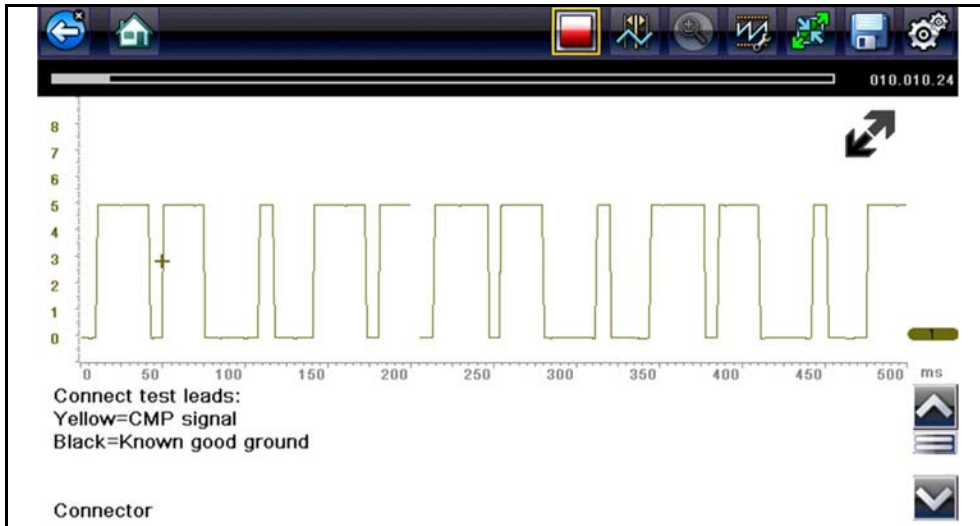 010.010.24
8
7
6
5
4
3
2
1
0
1
0 50 100 150 200 250 300 350 400 450 500 ms
Connect test leads:
Yellow=CMP signal
Black=Known good ground
Connector